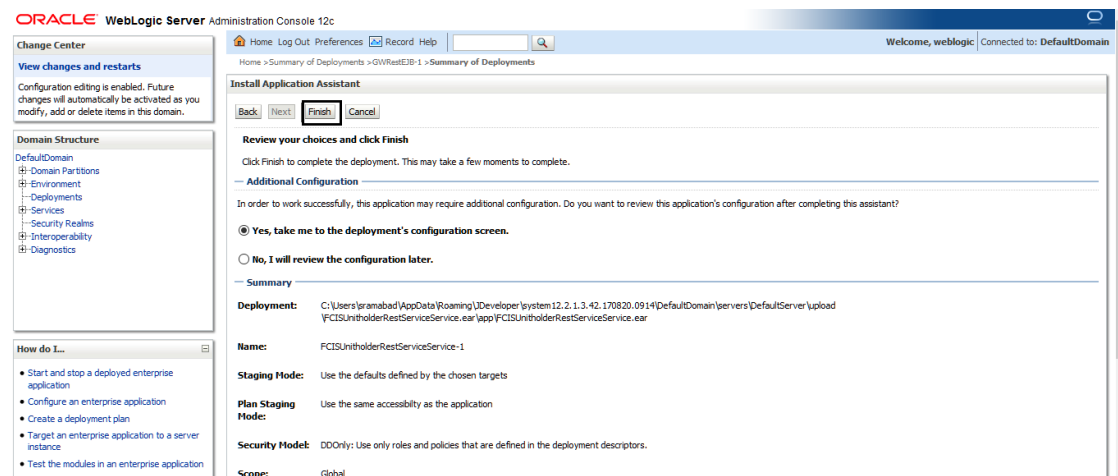 ORACLE WebLogic Server Administration Console 12c
Change Center
View changes and restarts
Configuration editing is enabled. Future
changes will automatically be activated as you
modify, add or delete items in this domain.
Domain Structure
DefaultDomain
Domain Partitions
Environment
Deployments
Services
Security Realms
Interoperability
Diagnostics
How do I...
Start and stop a deployed enterprise
application
Configure an enterprise application
Create a deployment plan
Target an enterprise application to a server
instance
Test the modules in an enterprise application
Home Log Out Preferences Record Help
Welcome, weblogic Connected to: DefaultDomain
Home >Summary of Deployments >GWRestEJB-1 >Summary of Deployments
Install Application Assistant
Back Next Finish Cancel
Review your choices and click Finish
Click Finish to complete the deployment. This may take a few moments to complete.
Additional Configuration
In order to work successfully, this application may require additional configuration. Do you want to review this application's configuration after completing this assistant?
Yes, take me to the deployment's configuration screen.
No, I will review the configuration later.
Summary
Deployment: C:\Users\sramabad\AppData\Roaming\JDeveloper\system12.2.1.3.42.170820.0914\DefaultDomain\servers\DefaultServer\upload
\FCISUnitholderRestServiceService.ear\app\FCISUnitholderRestServiceService.ear
Name: FCISUnitholderRestServiceService-1
Staging Mode: Use the defaults defined by the chosen targets
Plan Staging Use the same accessibilty as the application
Mode:
Security Model: DDOnly: Use only roles and policies that are defined in the deployment descriptors.
Scope: Global